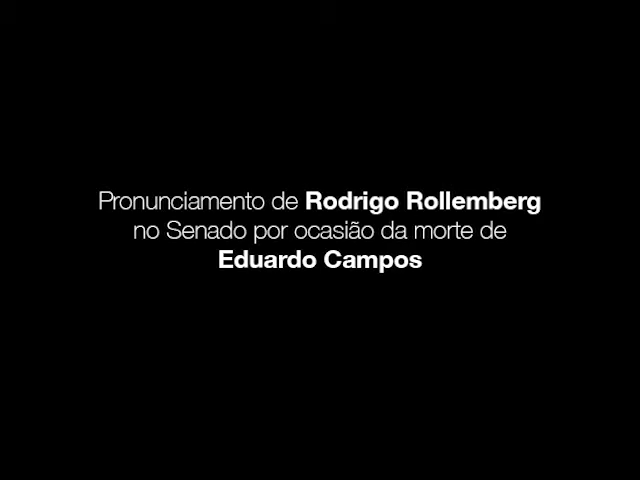 Pronunciamento de Rodrigo Rollemberg
no Senado por ocasião da morte de
Eduardo Campos